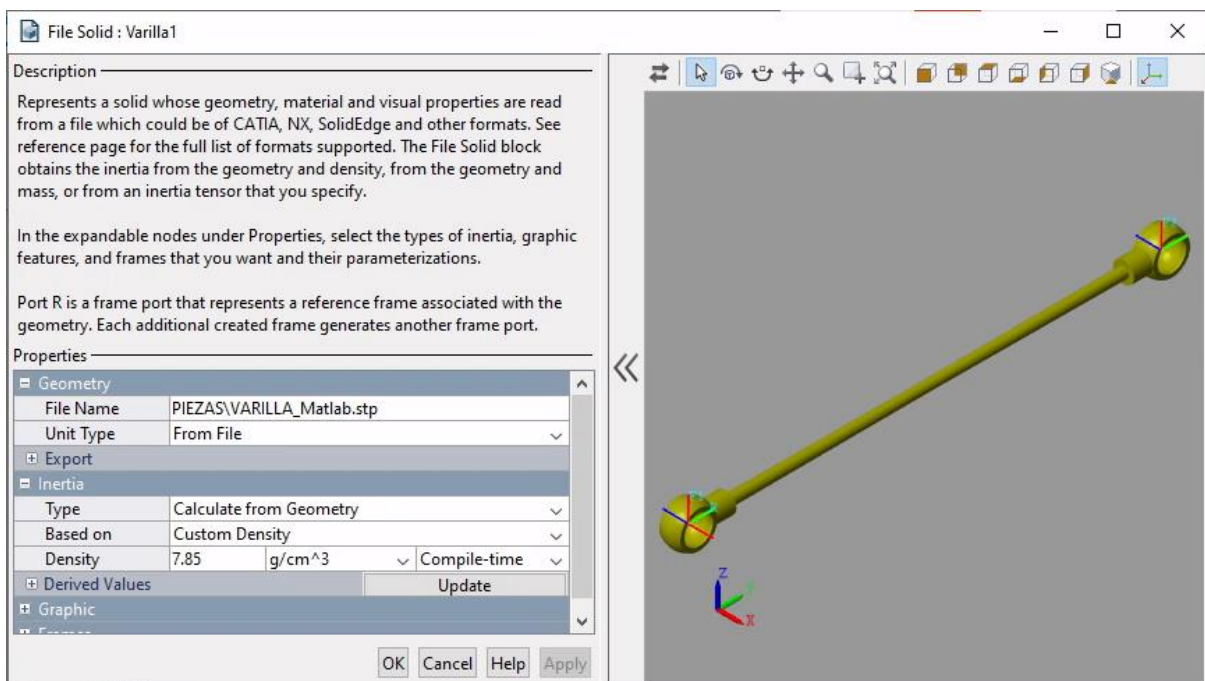 File Solid : Varilla1
Description
Represents a solid whose geometry, material and visual properties are read
from a file which could be of CATIA, NX, SolidEdge and other formats. See
reference page for the full list of formats supported. The File Solid block
obtains the inertia from the geometry and density, from the geometry and
mass, or from an inertia tensor that you specify.
In the expandable nodes under Properties, select the types of inertia, graphic
features, and frames that you want and their parameterizations.
Port R is a frame port that represents a reference frame associated with the
geometry. Each additional created frame generates another frame port.
Properties
Geometry
File Name PIEZAS\VARILLA_Matlab.stp
Unit Type From File
Export
Inertia
Type Calculate from Geometry
Based on Custom Density
Density 7.85 g/cm^3 Compile-time
Derived Values Update
Graphic
Frames
OK Cancel Help Apply
Z
Y
X